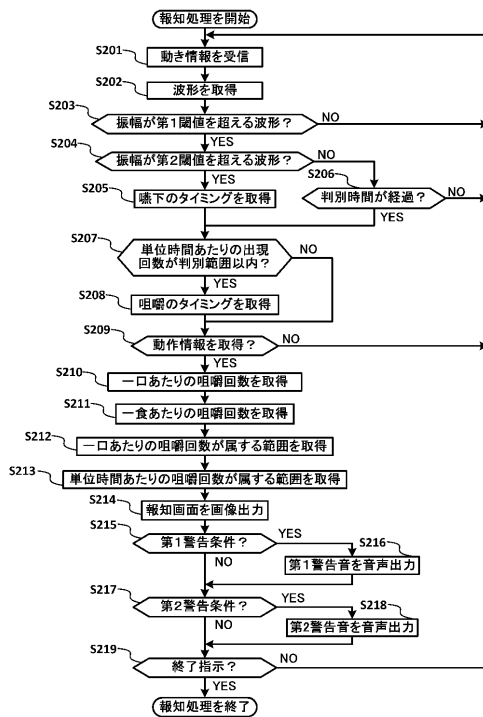 報知処理を開始
S201
動き情報を受信
S202
波形を取得
S203
振幅が第1閾値を超える波形？
NO
YES
S204
振幅が第2閾値を超える波形？
NO
YES
S205
嚥下のタイミングを取得
S206
判別時間が経過？
NO
YES
S207
単位時間あたりの出現
回数が判別範囲以内？
NO
YES
S208
咀嚼のタイミングを取得
S209
動作情報を取得？
NO
YES
S210
一口あたりの咀嚼回数を取得
S211
一食あたりの咀嚼回数を取得
S212
一口あたりの咀嚼回数が属する範囲を取得
S213
単位時間あたりの咀嚼回数が属する範囲を取得
S214
報知画面を画像出力
S215
第1警告条件？
YES
NO
S216
第1警告音を音声出力
S217
第2警告条件？
YES
NO
S218
第2警告音を音声出力
S219
終了指示？
NO
YES
報知処理を終了